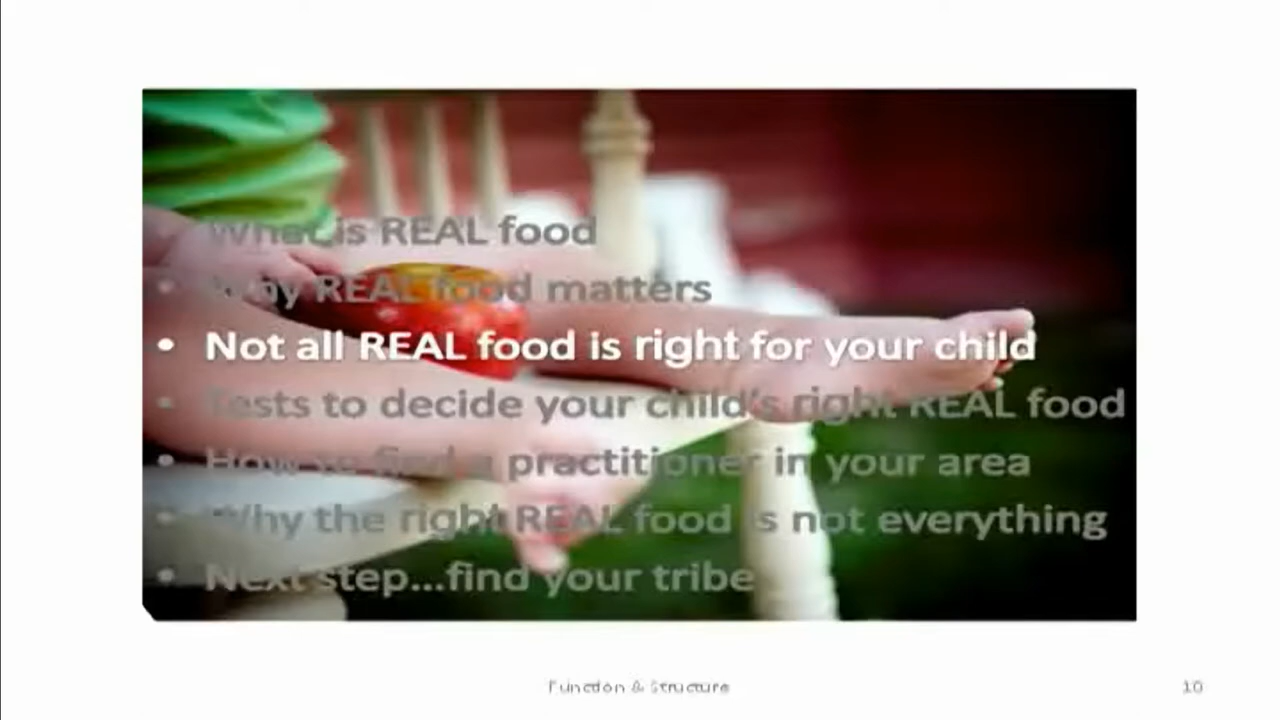 • What is REAL food
• Why REAL food matters
• Not all REAL food is right for your child
• Tests to decide your child's right REAL food
• How to find a practitioner in your area
• Why the right REAL food is not everything
• Next step...find your tribe
Function & Structure
10